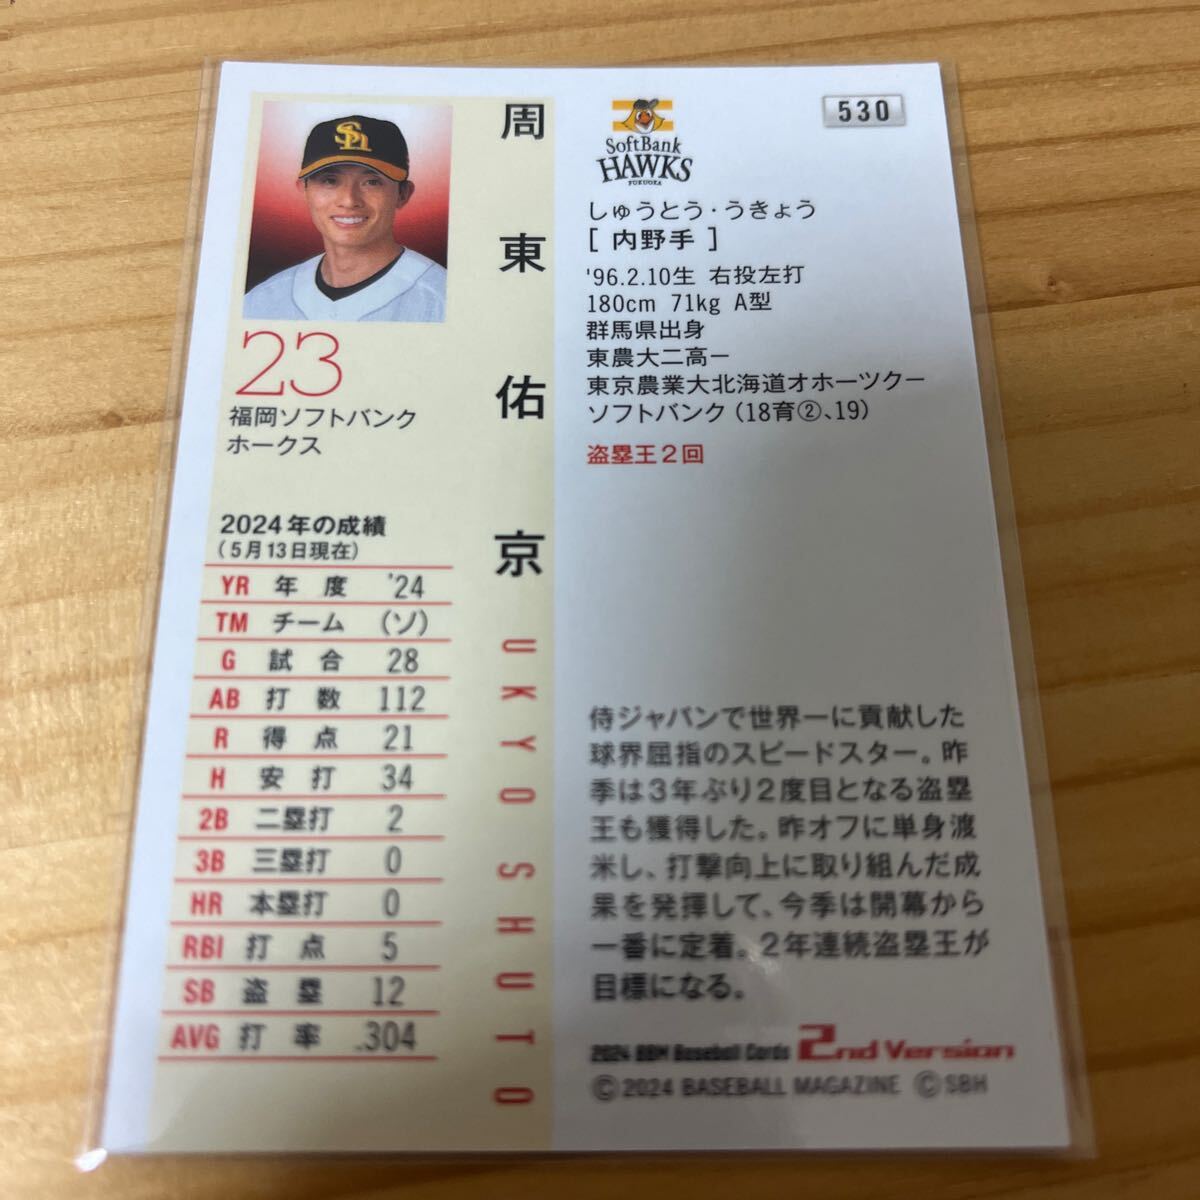 周東佑京
UKYO SHUTO
SH
23
福岡ソフトバンク
ホークス
2024年の成績
(5月13日現在)
YR 年度 '24
TM チーム (ソ)
G 試合 28
AB 打数 112
R 得点 21
H 安打 34
2B 二塁打 2
3B 三塁打 0
HR 本塁打 0
RBI 打点 5
SB 盗塁 12
AVG 打率 .304
SoftBank
HAWKS
FUKUOKA
530
しゅうとう・うきょう
[ 内野手 ]
'96.2.10生 右投左打
180cm 71kg A型
群馬県出身
東農大二高ー
東京農業大北海道オホーツクー
ソフトバンク(18育②、19)
盗塁王2回
侍ジャパンで世界一に貢献した
球界屈指のスピードスター。昨
季は3年ぶり2度目となる盗塁
王も獲得した。昨オフに単身渡
米し、打撃向上に取り組んだ成
果を発揮して、今季は開幕から
一番に定着。2年連続盗塁王が
目標になる。
2024 BBM Baseball Cards 2nd Version
© 2024 BASEBALL MAGAZINE © SBH